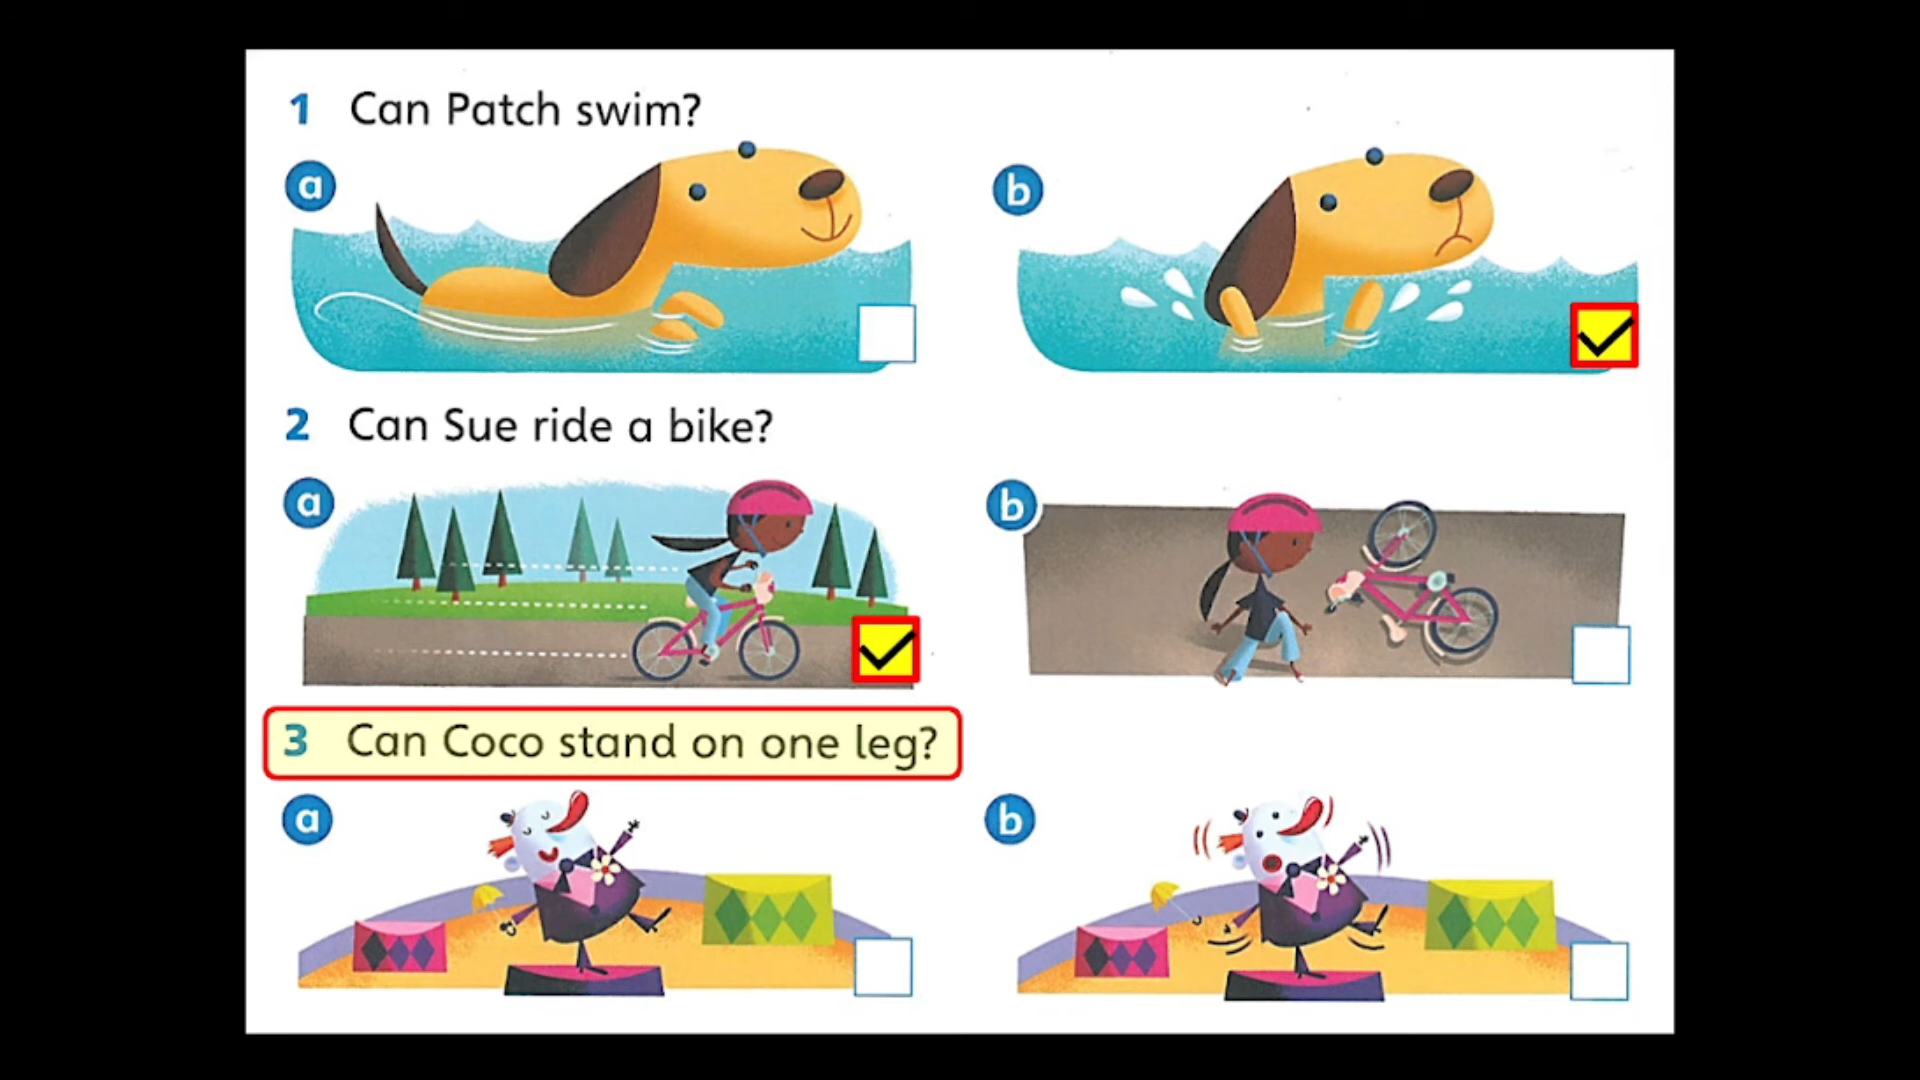 1 Can Patch swim?
a b
2 Can Sue ride a bike?
a b
3 Can Coco stand on one leg?
a b